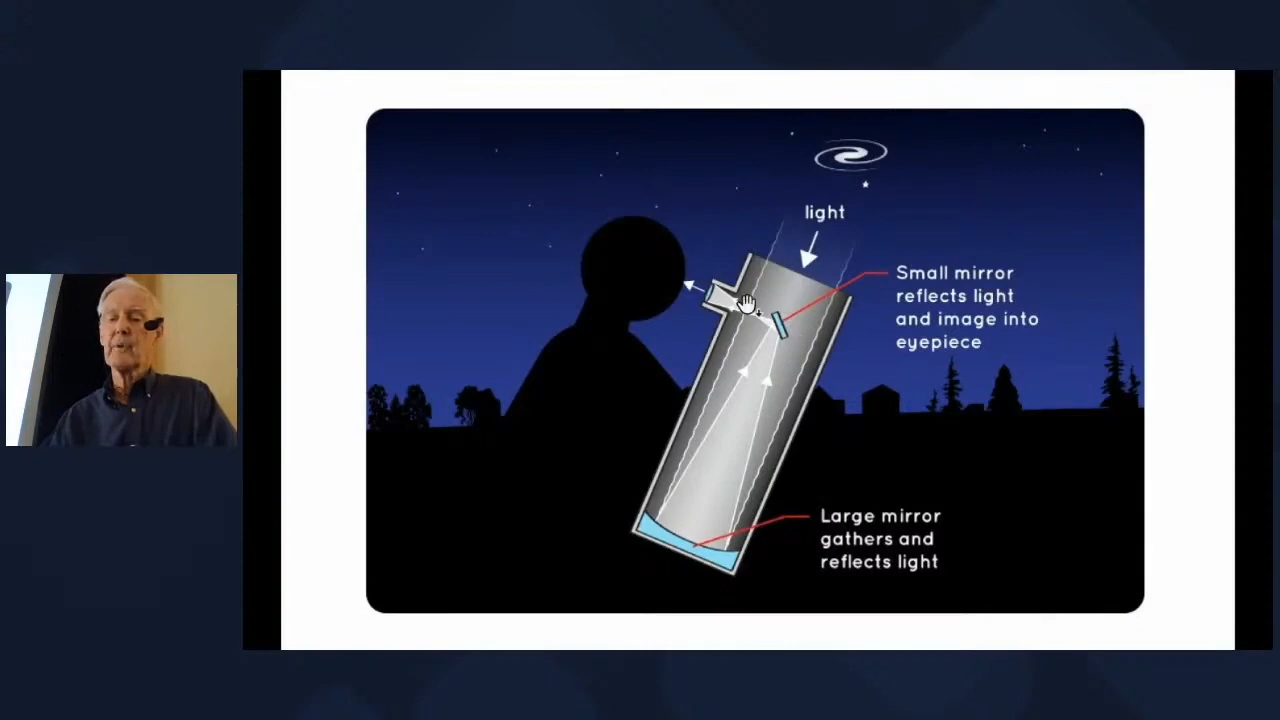 light
Small mirror
reflects light
and image into
eyepiece
Large mirror
gathers and
reflects light